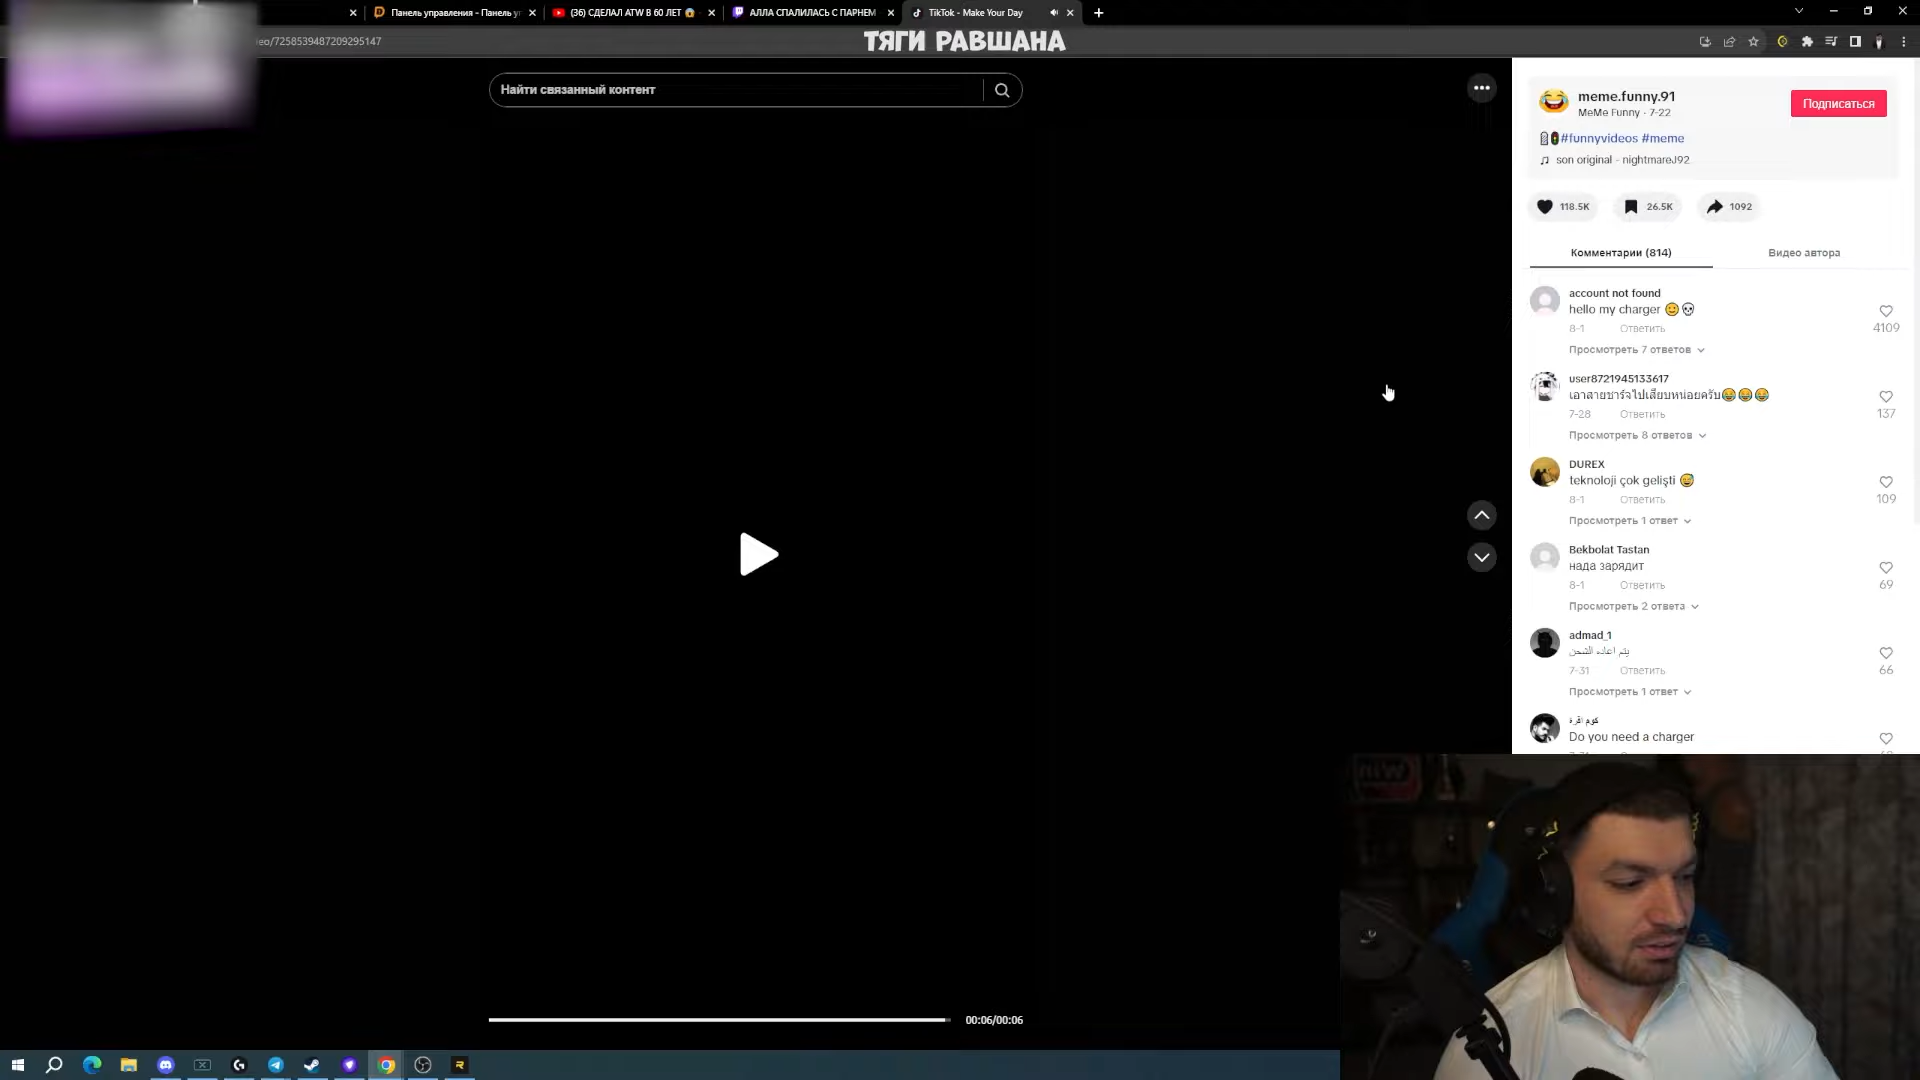 Панель управления - Панель у
(36) СДЕЛАЛ ATW В 60 ЛЕТ 😱
АЛЛА СПАЛИЛАСЬ С ПАРНЕМ
TikTok - Make Your Day
eo/7258539487209295147
ТЯГИ РАВШАНА
Найти связанный контент
meme.funny.91
MeMe Funny · 7-22
Подписаться
#funnyvideos #meme
son original - nightmareJ92
118.5K
26.5K
1092
Комментарии (814)
Видео автора
account not found
hello my charger 😊💀
8-1 Ответить
4109
Просмотреть 7 ответов
user8721945133617
เอาสายชาร์จไปเสียบหน่อยครับ😂😂😂
7-28 Ответить
137
Просмотреть 8 ответов
DUREX
teknoloji çok gelişti 😅
8-1 Ответить
109
Просмотреть 1 ответ
Bekbolat Tastan
нада зарядит
8-1 Ответить
69
Просмотреть 2 ответа
admad_1
يتم اعاده الشحن
7-31 Ответить
66
Просмотреть 1 ответ
Do you need a charger
00:06/00:06